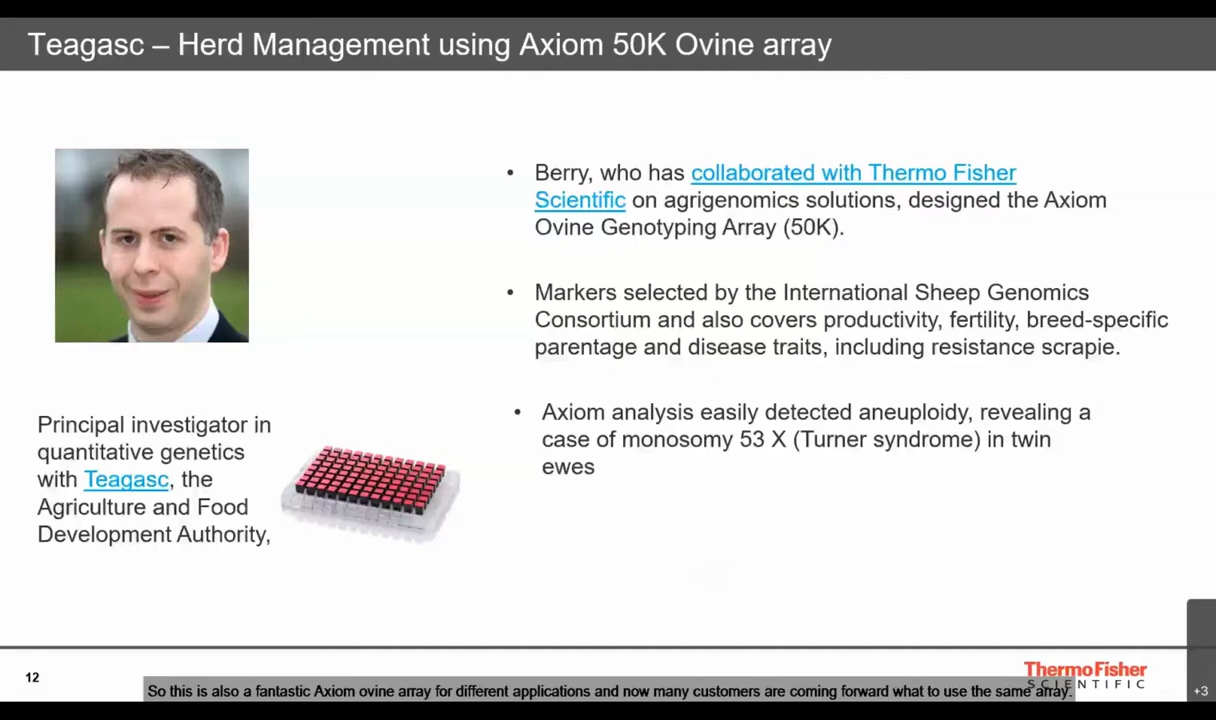 Teagasc – Herd Management using Axiom 50K Ovine array
• Berry, who has collaborated with Thermo Fisher
Scientific on agrigenomics solutions, designed the Axiom
Ovine Genotyping Array (50K).
• Markers selected by the International Sheep Genomics
Consortium and also covers productivity, fertility, breed-specific
parentage and disease traits, including resistance scrapie.
• Axiom analysis easily detected aneuploidy, revealing a
case of monosomy 53 X (Turner syndrome) in twin
ewes
Principal investigator in
quantitative genetics
with Teagasc, the
Agriculture and Food
Development Authority,
12
ThermoFisher
SCIENTIFIC
So this is also a fantastic Axiom ovine array for different applications and now many customers are coming forward what to use the same array.
+3